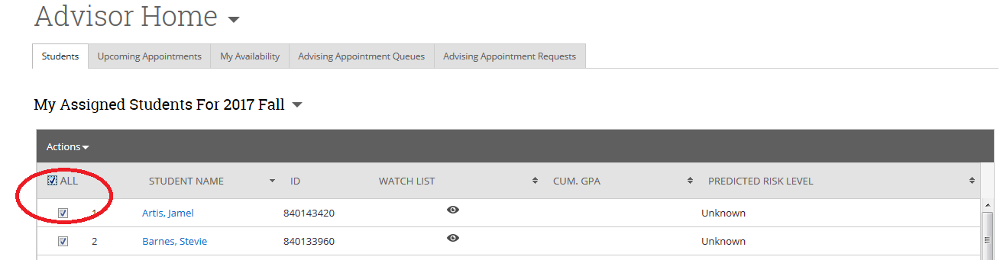 Advisor Home
Students Upcoming Appointments My Availability Advising Appointment Queues Advising Appointment Requests
My Assigned Students For 2017 Fall
Actions
ALL STUDENT NAME ID WATCH LIST CUM. GPA PREDICTED RISK LEVEL
1 Artis, Jamel 840143420 Unknown
2 Barnes, Stevie 840133960 Unknown